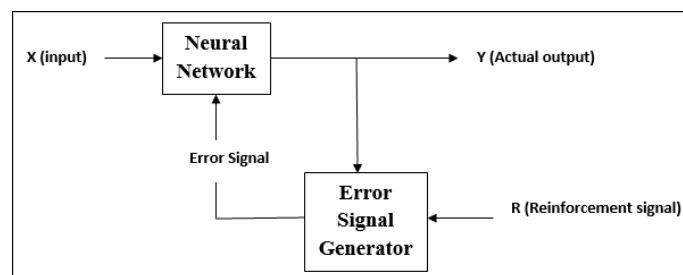 Neural
Network
X (input)
Y (Actual output)
Error Signal
Error
Signal
Generator
R (Reinforcement signal)